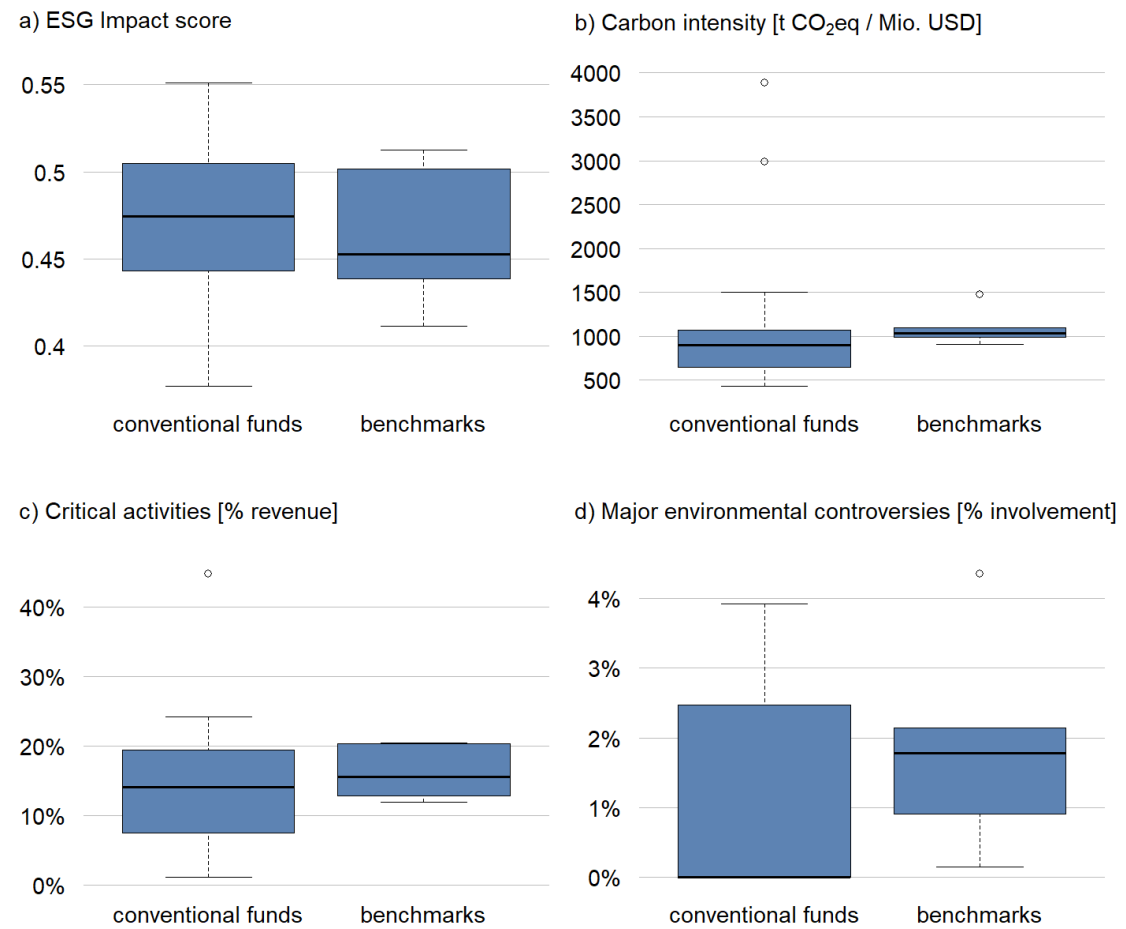 a) ESG Impact score
0.55
0.5
0.45
0.4
conventional funds benchmarks
b) Carbon intensity [t CO₂eq / Mio. USD]
4000
3500
3000
2500
2000
1500
1000
500
conventional funds benchmarks
c) Critical activities [% revenue]
40%
30%
20%
10%
0%
conventional funds benchmarks
d) Major environmental controversies [% involvement]
4%
3%
2%
1%
0%
conventional funds benchmarks